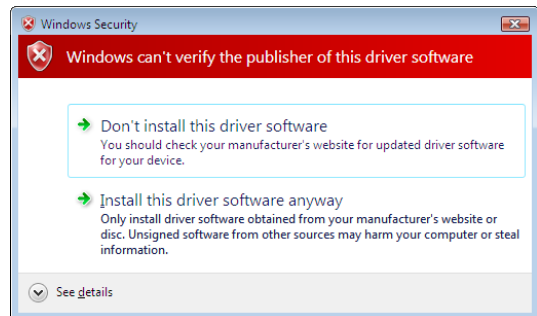 Windows Security
Windows can't verify the publisher of this driver software
Don't install this driver software
You should check your manufacturer's website for updated driver software
for your device.
Install this driver software anyway
Only install driver software obtained from your manufacturer's website or
disc. Unsigned software from other sources may harm your computer or steal
information.
See details